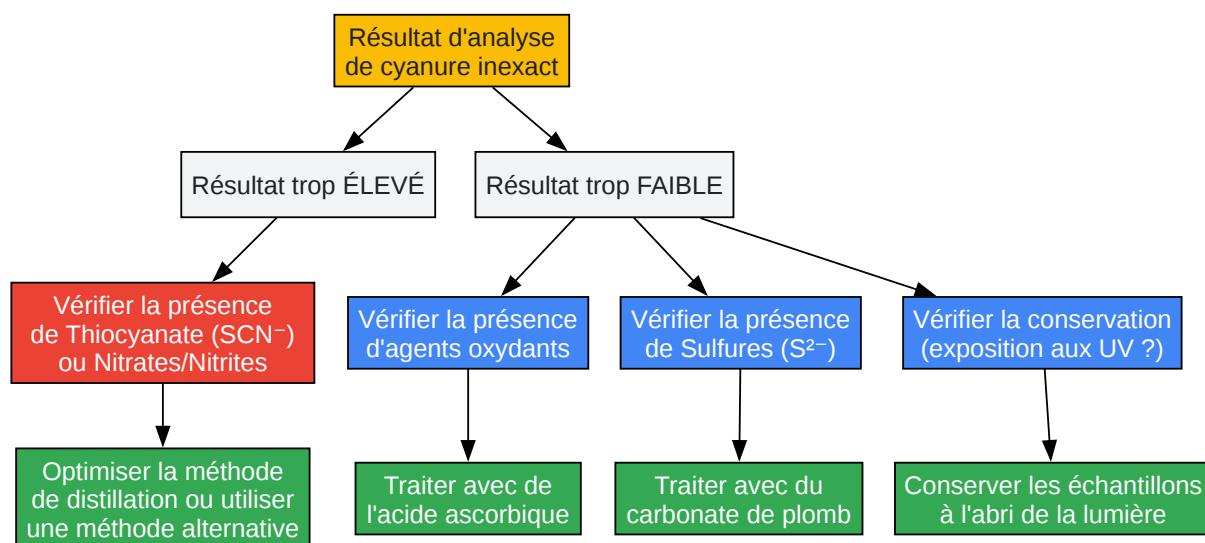 Résultat d'analyse
de cyanure inexact
Résultat trop ÉLEVÉ
Résultat trop FAIBLE
Vérifier la présence
de Thiocyanate (SCN⁻)
ou Nitrates/Nitrites
Vérifier la présence
d'agents oxydants
Vérifier la présence
de Sulfures (S²⁻)
Vérifier la conservation
(exposition aux UV ?)
Optimiser la méthode
de distillation ou utiliser
une méthode alternative
Traiter avec de
l'acide ascorbique
Traiter avec du
carbonate de plomb
Conserver les échantillons
à l'abri de la lumière